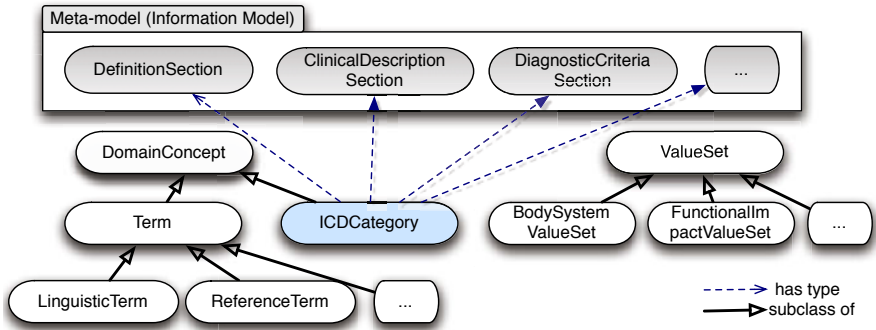 Meta-model (Information Model)
DefinitionSection
ClinicalDescription
Section
DiagnosticCriteria
Section
...
DomainConcept
ValueSet
Term
ICDCategory
BodySystem
ValueSet
FunctionalIm
pactValueSet
...
LinguisticTerm
ReferenceTerm
...
has type
subclass of